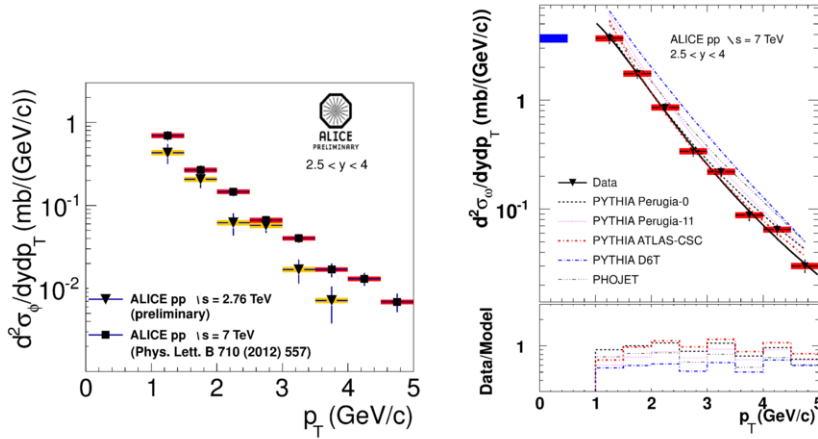 d²σ_ϕ/dydp_T (mb/(GeV/c))
1
10⁻¹
10⁻²
ALICE
PRELIMINARY
2.5 < y < 4
ALICE pp \s = 2.76 TeV
(preliminary)
ALICE pp \s = 7 TeV
(Phys. Lett. B 710 (2012) 557)
0 1 2 3 4 5
p_T (GeV/c)
d²σ_ω/dydp_T (mb/(GeV/c))
1
10⁻¹
ALICE pp \s = 7 TeV
2.5 < y < 4
Data
PYTHIA Perugia-0
PYTHIA Perugia-11
PYTHIA ATLAS-CSC
PYTHIA D6T
PHOJET
Data/Model
1
0 1 2 3 4 5
p_T (GeV/c)